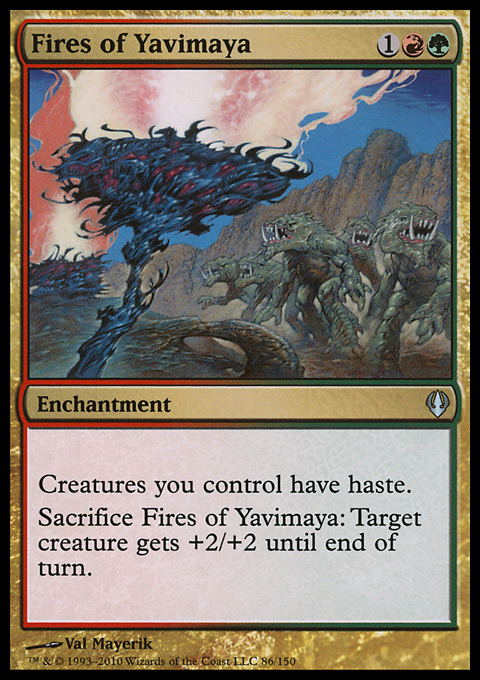 Fires of Yavimaya 1
Enchantment
Creatures you control have haste.
Sacrifice Fires of Yavimaya: Target
creature gets +2/+2 until end of
turn.
Val Mayerik
™ & © 1993–2010 Wizards of the Coast LLC 86/150